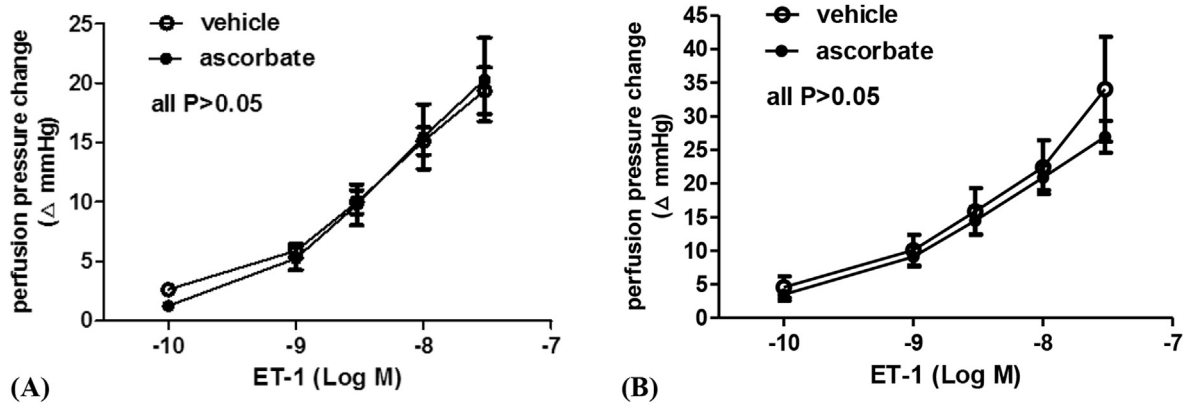 vehicle
ascorbate
all P>0.05
25
20
15
10
5
0
perfusion pressure change
(△ mmHg)
-10
-9
-8
-7
ET-1 (Log M)
(A)
vehicle
ascorbate
all P>0.05
45
40
35
30
25
20
15
10
5
0
perfusion pressure change
(△ mmHg)
-10
-9
-8
-7
ET-1 (Log M)
(B)